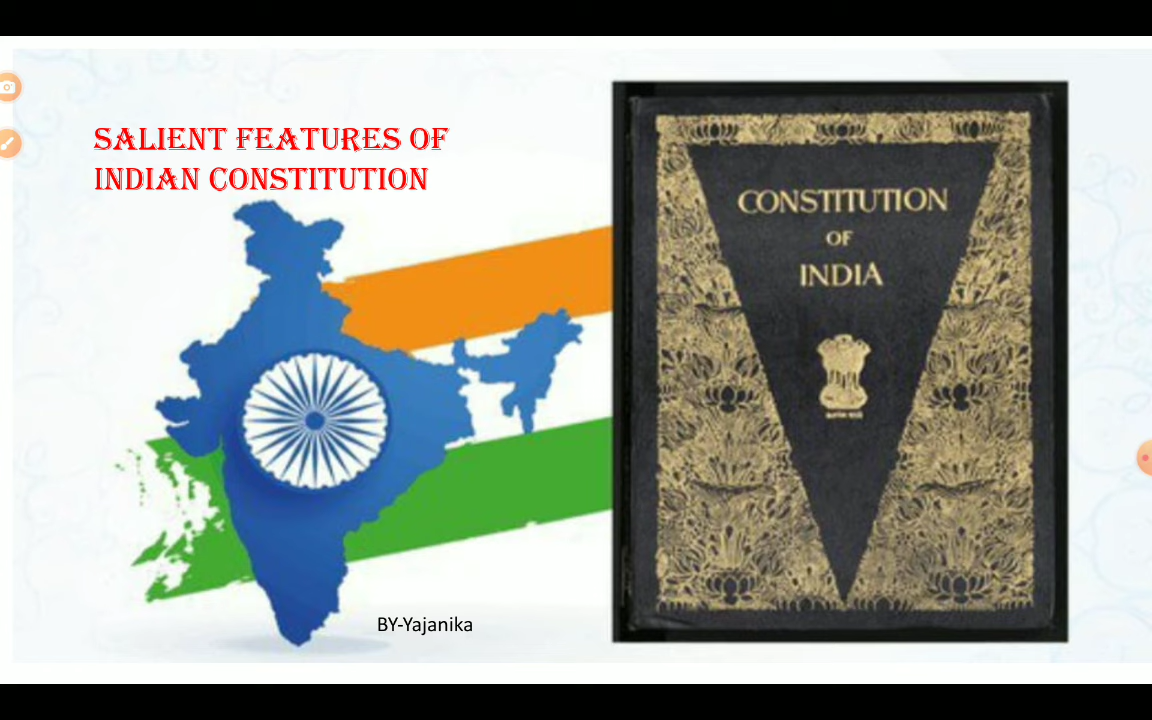 SALIENT FEATURES OF
INDIAN CONSTITUTION
BY-Yajanika
CONSTITUTION
OF
INDIA